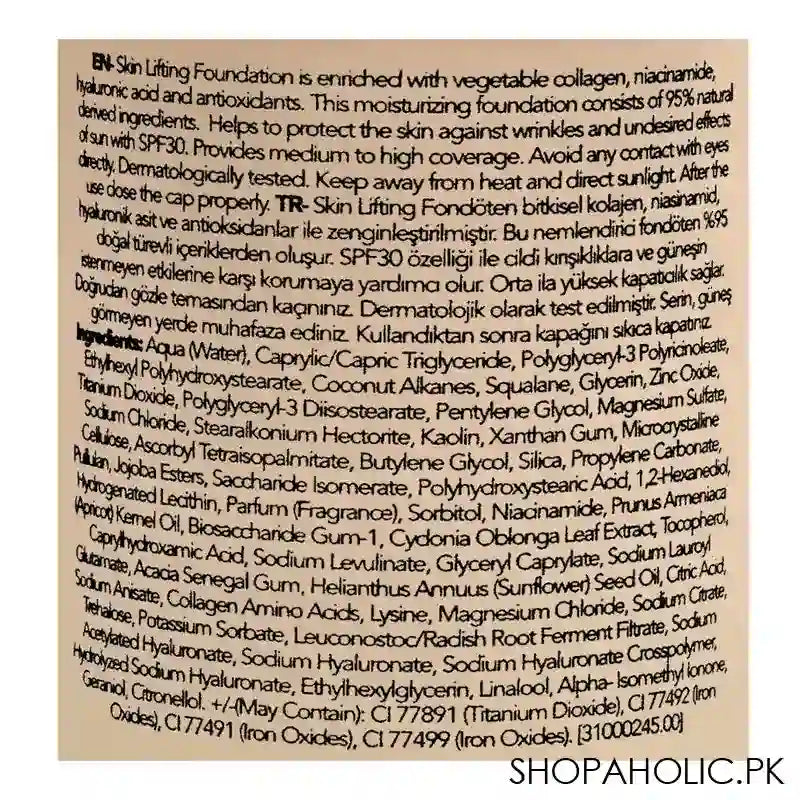 EN- Skin Lifting Foundation is enriched with vegetable collagen, niacinamide,
hyaluronic acid and antioxidants. This moisturizing foundation consists of 95% natural
derived ingredients. Helps to protect the skin against wrinkles and undesired effects
of sun with SPF30. Provides medium to high coverage. Avoid any contact with eyes
directly. Dermatologically tested. Keep away from heat and direct sunlight. After the
use close the cap properly. TR- Skin Lifting Fondöten bitkisel kolajen, niasinamid,
hyaluronik asit ve antioksidanlar ile zenginleştirilmiştir. Bu nemlendirici fondöten %95
doğal türevli içeriklerden oluşur. SPF30 özelliği ile cildi kırışıklıklara ve güneşin
istenmeyen etkilerine karşı korumaya yardımcı olur. Orta ila yüksek kapatıcılık sağlar.
Doğrudan gözle temasından kaçınınız. Dermatolojik olarak test edilmiştir. Serin, güneş
görmeyen yerde muhafaza ediniz. Kullandıktan sonra kapağını sıkıca kapatınız.
Ingredients: Aqua (Water), Caprylic/Capric Triglyceride, Polyglyceryl-3 Polyricinoleate,
Ethylhexyl Polyhydroxystearate, Coconut Alkanes, Squalane, Glycerin, Zinc Oxide,
Titanium Dioxide, Polyglyceryl-3 Diisostearate, Pentylene Glycol, Magnesium Sulfate,
Sodium Chloride, Stearalkonium Hectorite, Kaolin, Xanthan Gum, Microcrystalline
Cellulose, Ascorbyl Tetraisopalmitate, Butylene Glycol, Silica, Propylene Carbonate,
Pullulan, Jojoba Esters, Saccharide Isomerate, Polyhydroxystearic Acid, 1,2-Hexanediol,
Hydrogenated Lecithin, Parfum (Fragrance), Sorbitol, Niacinamide, Prunus Armeniaca
(Apricot) Kernel Oil, Biosaccharide Gum-1, Cydonia Oblonga Leaf Extract, Tocopherol,
Caprylhydroxamic Acid, Sodium Levulinate, Glyceryl Caprylate, Sodium Lauroyl
Glutamate, Acacia Senegal Gum, Helianthus Annuus (Sunflower) Seed Oil, Citric Acid,
Sodium Anisate, Collagen Amino Acids, Lysine, Magnesium Chloride, Sodium Citrate,
Trehalose, Potassium Sorbate, Leuconostoc/Radish Root Ferment Filtrate, Sodium
Acetylated Hyaluronate, Sodium Hyaluronate, Sodium Hyaluronate Crosspolymer,
Hydrolyzed Sodium Hyaluronate, Ethylhexylglycerin, Linalool, Alpha- Isomethyl Ionone,
Geraniol, Citronellol. +/-(May Contain): CI 77891 (Titanium Dioxide), CI 77492 (Iron
Oxides), CI 77491 (Iron Oxides), CI 77499 (Iron Oxides). [31000245.00]
SHOPAHOLIC.PK